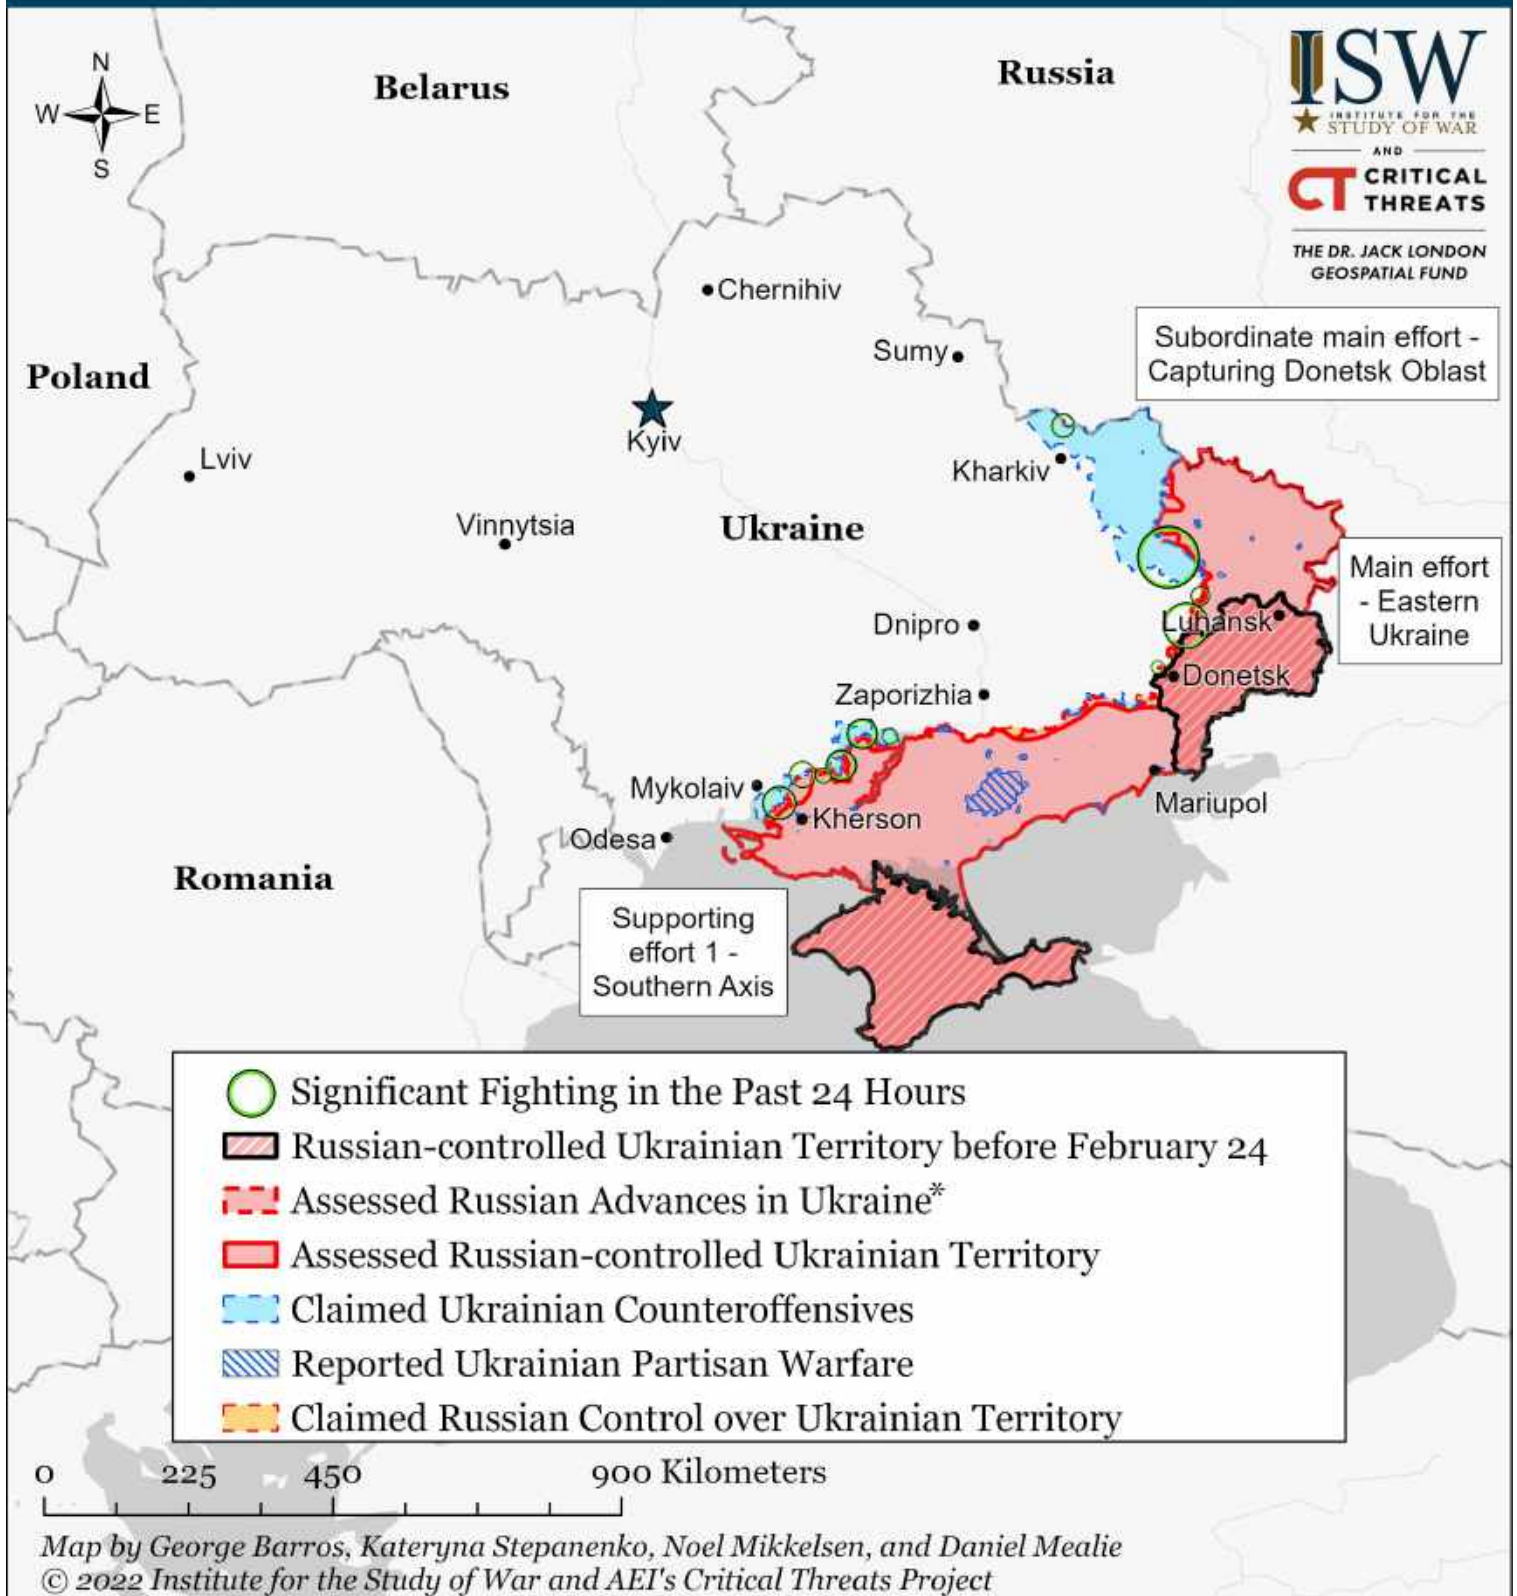 N
W
E
S
Belarus
Russia
ISW
INSTITUTE FOR THE
STUDY OF WAR
AND
CT CRITICAL
THREATS
THE DR. JACK LONDON
GEOSPATIAL FUND
Chernihiv
Subordinate main effort -
Capturing Donetsk Oblast
Sumy
Poland
Kyiv
Lviv
Kharkiv
Vinnytsia
Ukraine
Main effort
- Eastern
Ukraine
Dnipro
Luhansk
Donetsk
Zaporizhia
Mykolaiv
Mariupol
Kherson
Odesa
Romania
Supporting
effort 1 -
Southern Axis
Significant Fighting in the Past 24 Hours
Russian-controlled Ukrainian Territory before February 24
Assessed Russian Advances in Ukraine*
Assessed Russian-controlled Ukrainian Territory
Claimed Ukrainian Counteroffensives
Reported Ukrainian Partisan Warfare
Claimed Russian Control over Ukrainian Territory
0 225 450 900 Kilometers
Map by George Barros, Kateryna Stepanenko, Noel Mikkelsen, and Daniel Mealie
© 2022 Institute for the Study of War and AEI's Critical Threats Project